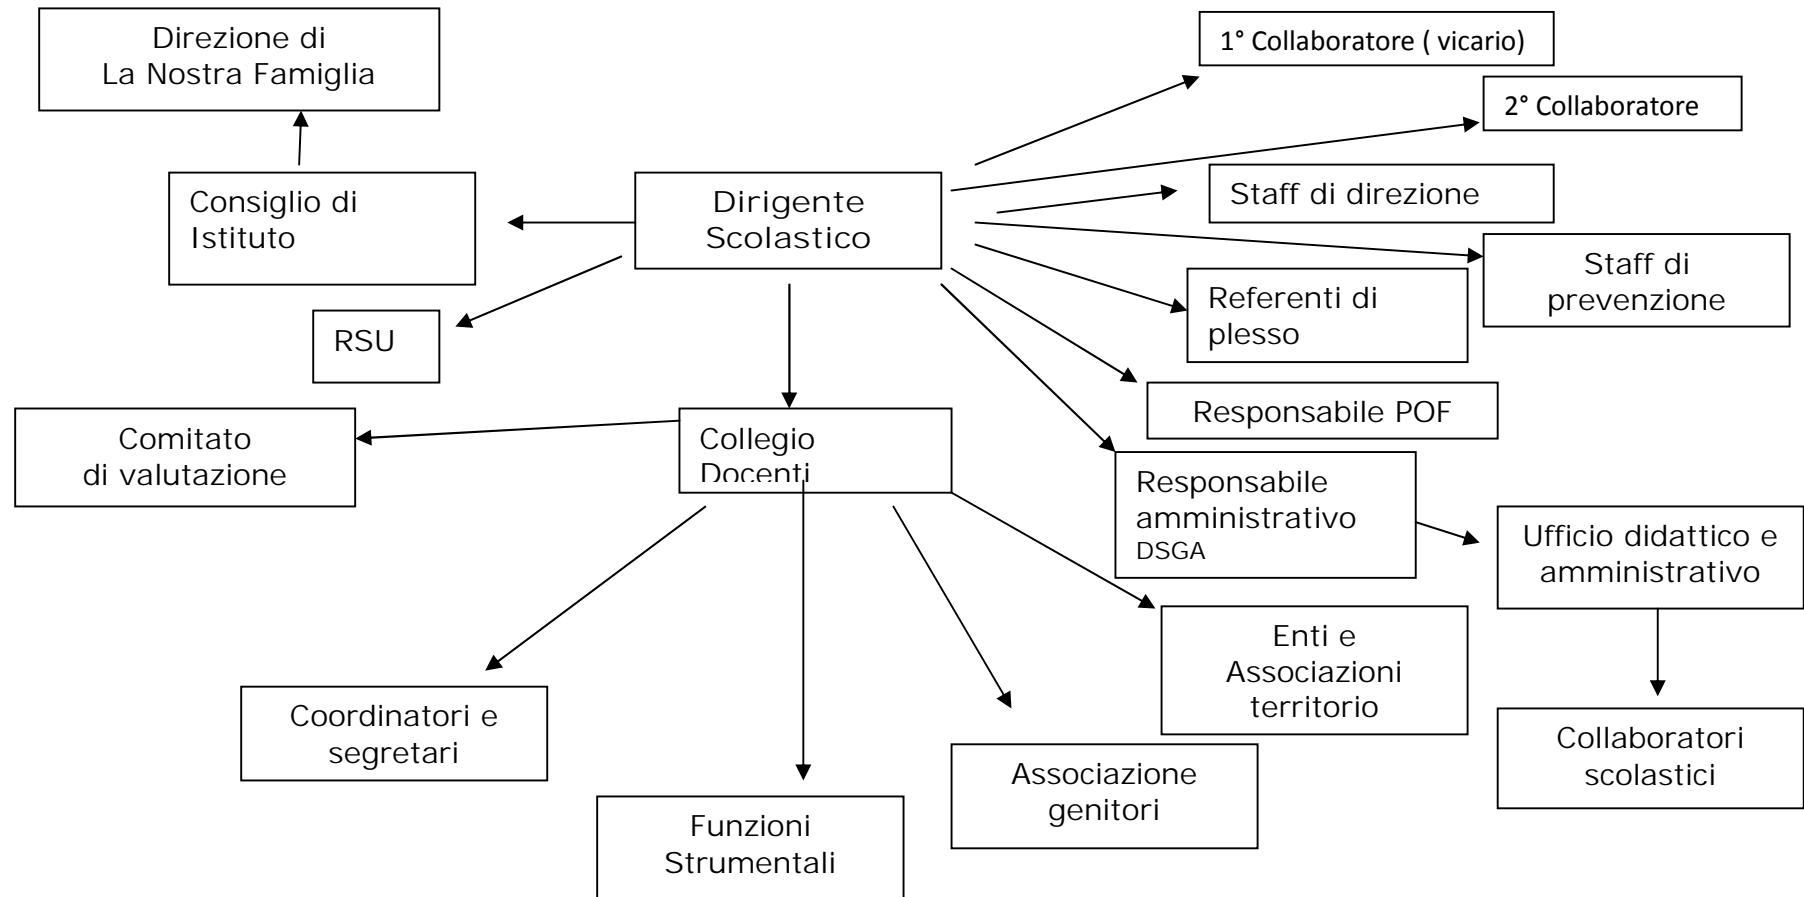 Direzione di
La Nostra Famiglia
1° Collaboratore ( vicario)
2° Collaboratore
Consiglio di
Istituto
Dirigente
Scolastico
Staff di direzione
Staff di
prevenzione
Referenti di
plesso
RSU
Responsabile POF
Comitato
di valutazione
Collegio
Docenti
Responsabile
amministrativo
DSGA
Ufficio didattico e
amministrativo
Enti e
Associazioni
territorio
Coordinatori e
segretari
Collaboratori
scolastici
Associazione
genitori
Funzioni
Strumentali